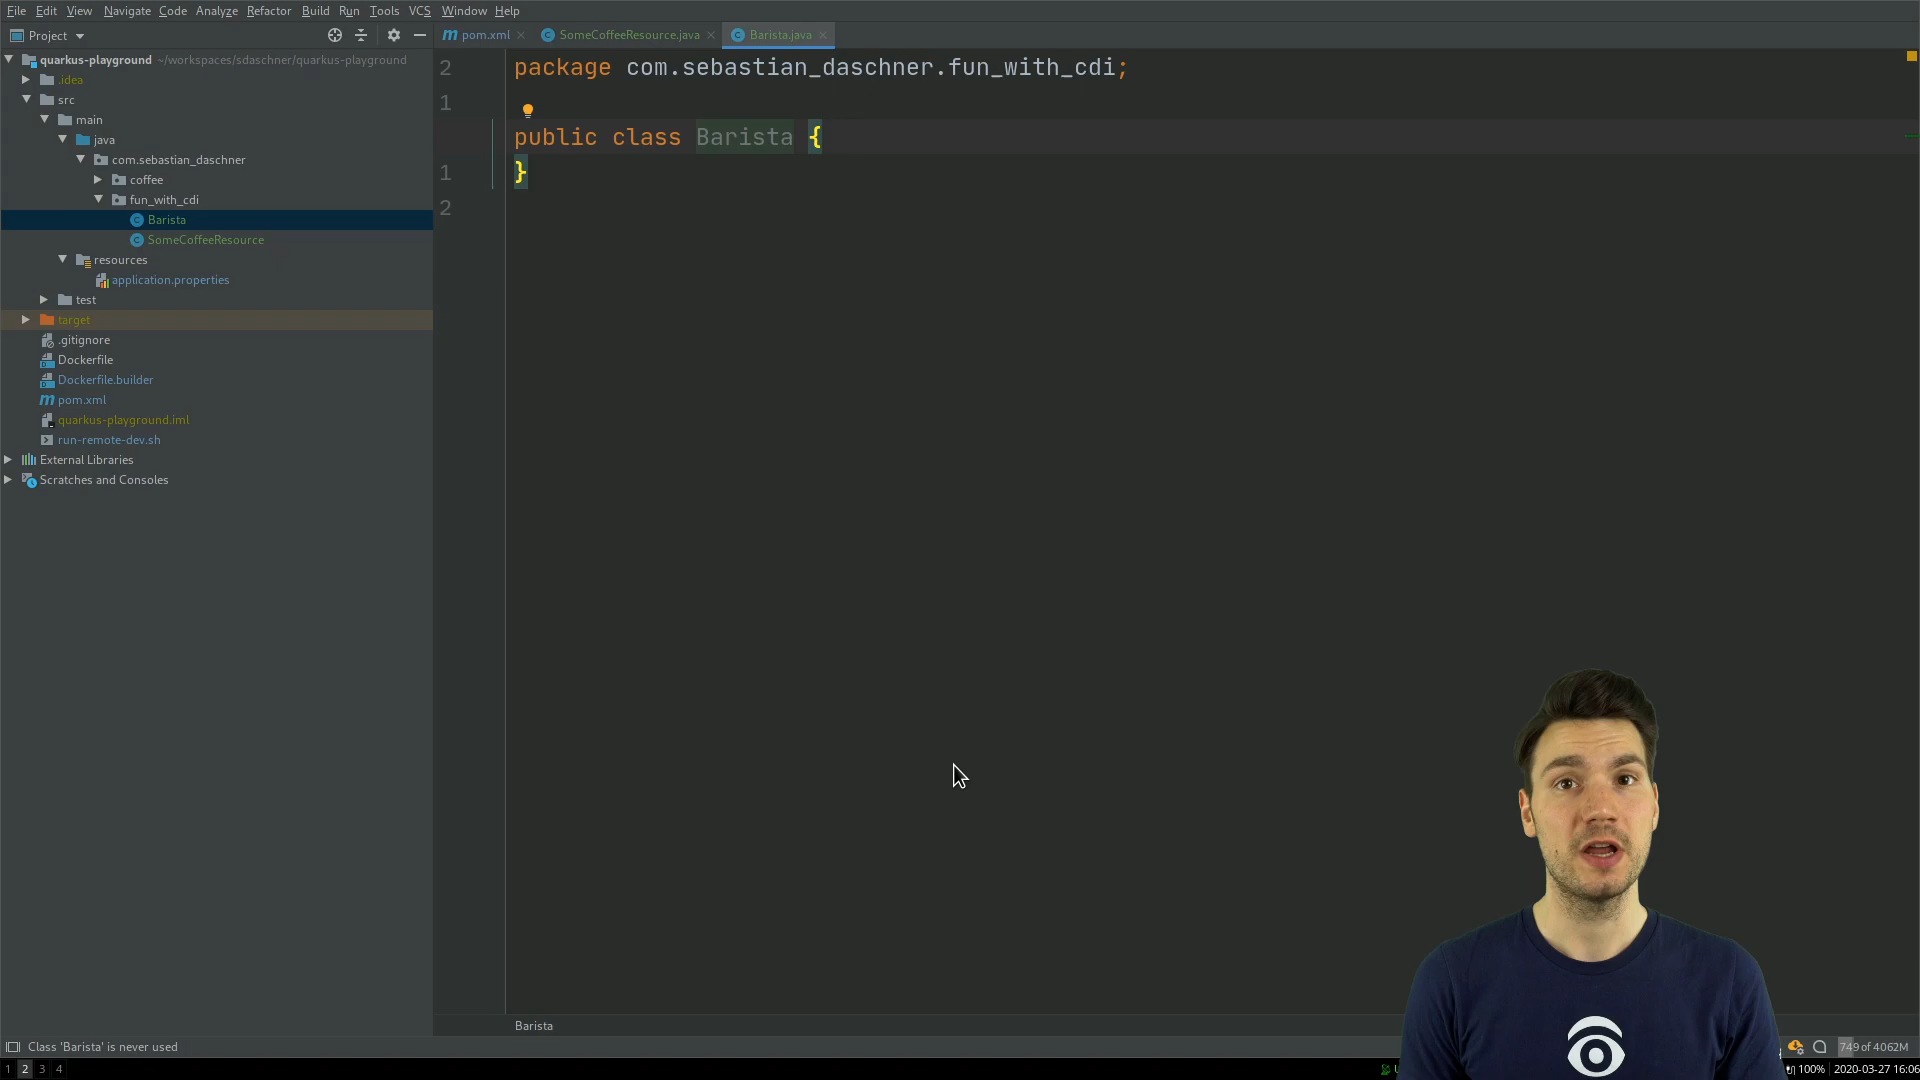 File Edit View Navigate Code Analyze Refactor Build Run Tools VCS Window Help
Project
pom.xml SomeCoffeeResource.java Barista.java
quarkus-playground ~/workspaces/sdaschner/quarkus-playground
.idea
src
main
java
com.sebastian_daschner
coffee
fun_with_cdi
Barista
SomeCoffeeResource
resources
application.properties
test
target
.gitignore
Dockerfile
Dockerfile.builder
pom.xml
quarkus-playground.iml
run-remote-dev.sh
External Libraries
Scratches and Consoles
2 package com.sebastian_daschner.fun_with_cdi;
1
public class Barista {
1 }
2
Barista
Class 'Barista' is never used
749 of 4062M
1 2 3 4
100% 2020-03-27 16:06